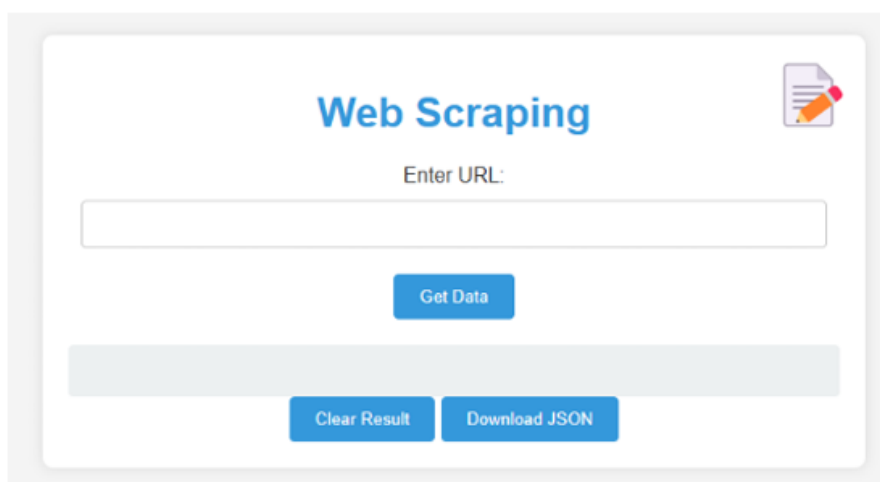 Web Scraping
Enter URL:
Get Data
Clear Result Download JSON